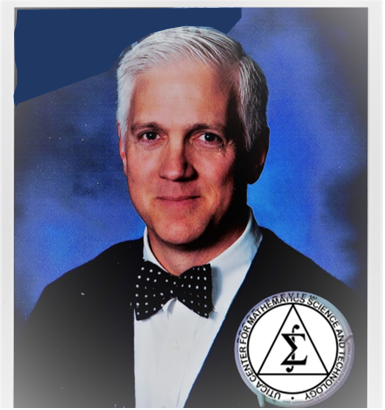 UTICA CENTER FOR MATHEMATICS SCIENCE AND TECHNOLOGY
Σ